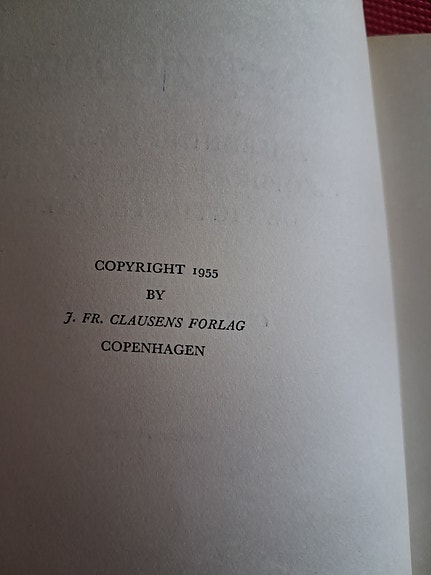 COPYRIGHT 1955
BY
J. FR. CLAUSENS FORLAG
COPENHAGEN